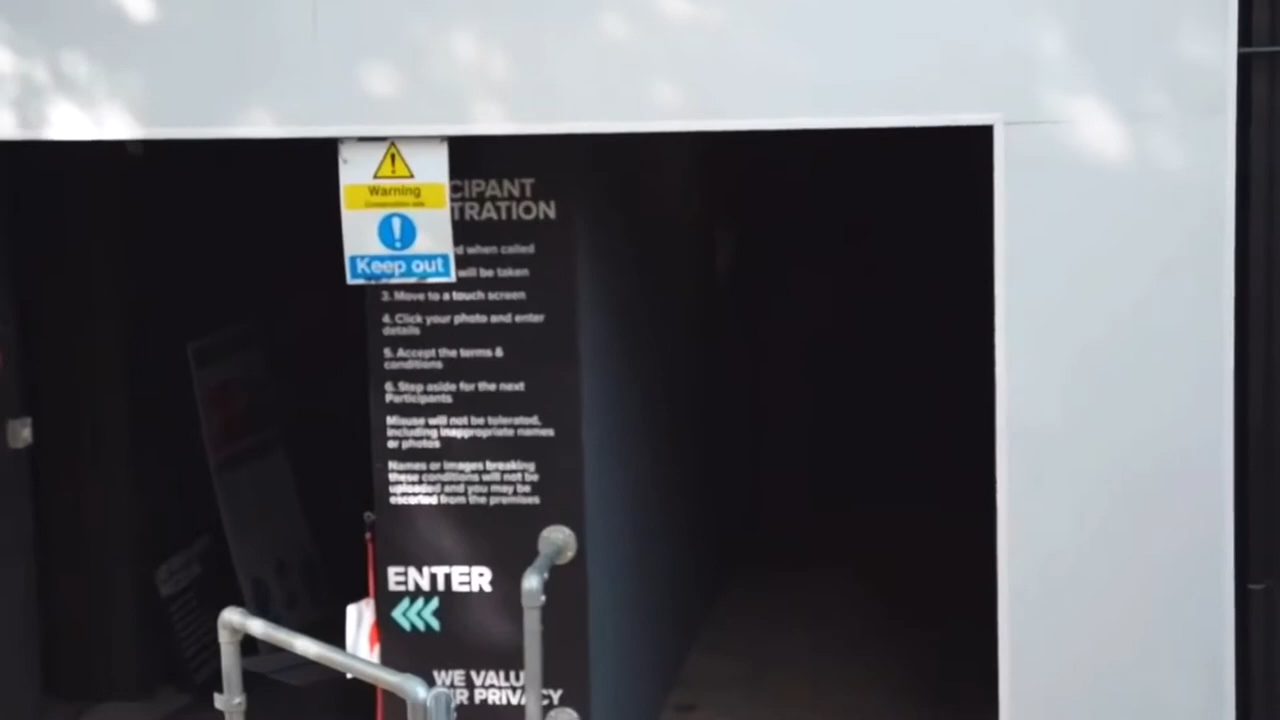 Warning
Keep out
CIPANT
TRATION
d when called
will be taken
3. Move to a touch screen
4. Click your photo and enter
details
5. Accept the terms &
conditions
6. Step aside for the next
Participants
Misuse will not be tolerated,
including inappropriate names
or photos
Names or images breaking
these conditions will not be
uploaded and you may be
escorted from the premises
ENTER
WE VALU
R PRIVACY